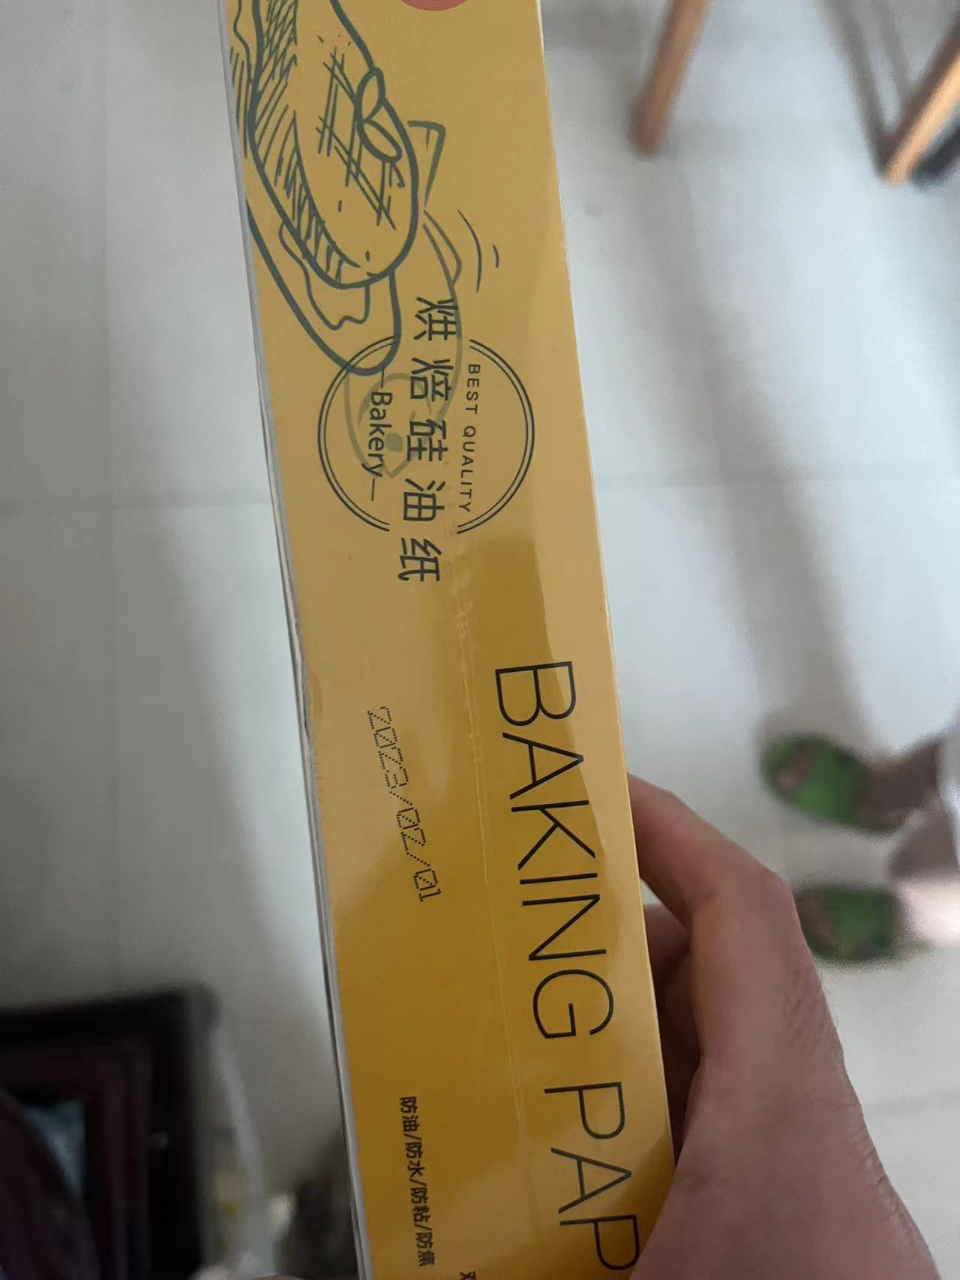 BEST QUALITY
烘焙硅油纸
—Bakery—
BAKING PAP
2023/02/01
防油/防水/防粘/防焦